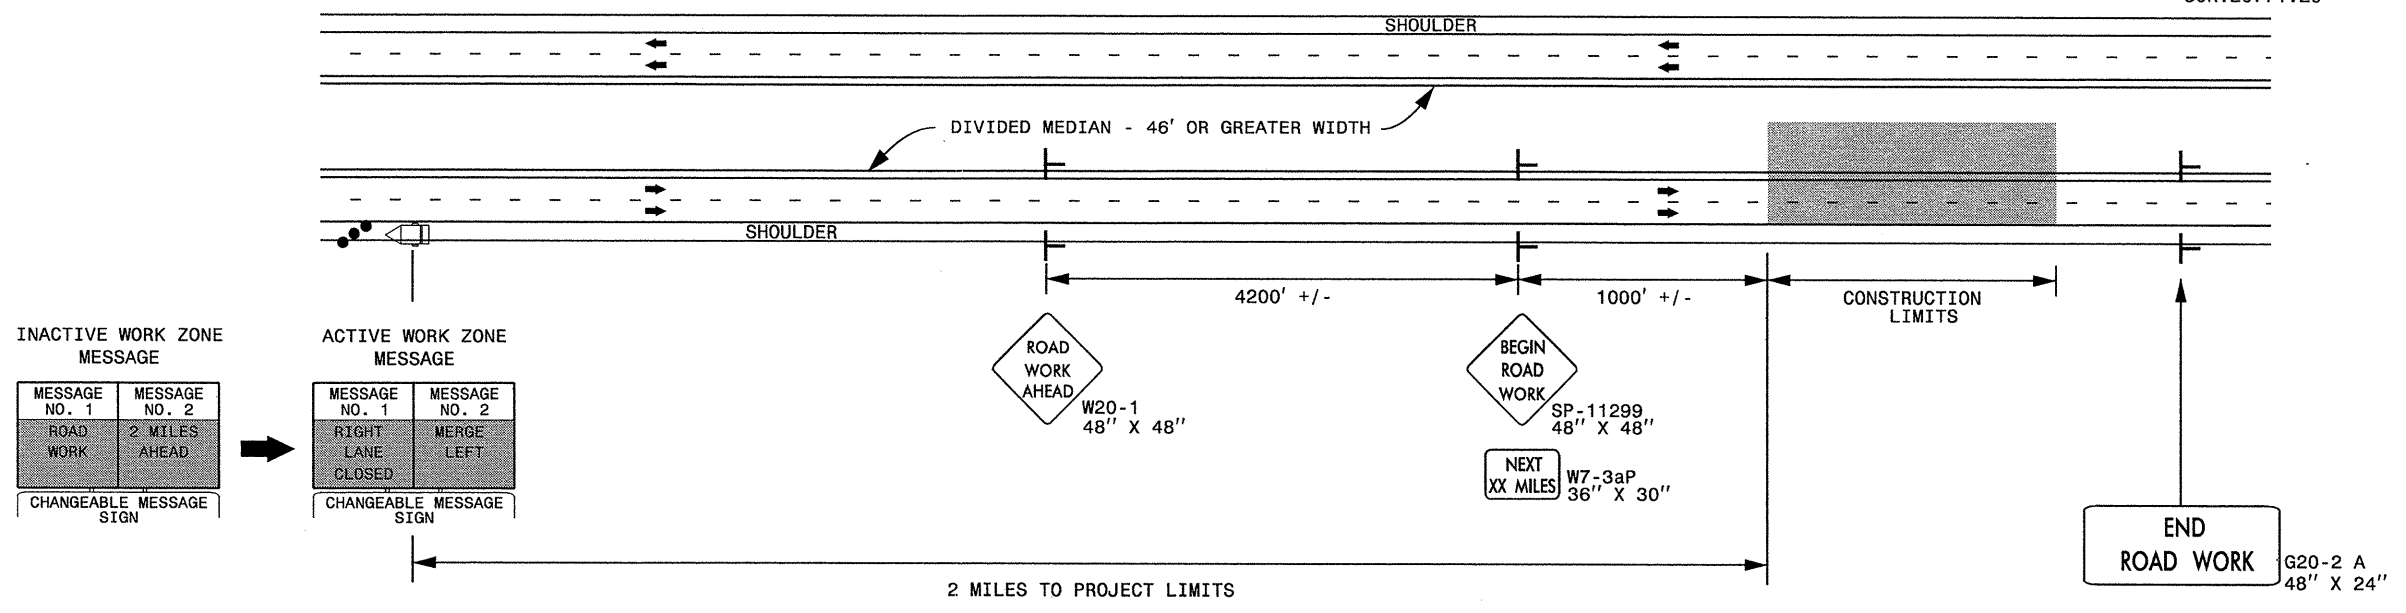 SHOULDER
DIVIDED MEDIAN - 46' OR GREATER WIDTH
SHOULDER
4200' +/-
1000' +/-
CONSTRUCTION
LIMITS
INACTIVE WORK ZONE
MESSAGE
MESSAGE
NO. 1
MESSAGE
NO. 2
ROAD
WORK
2 MILES
AHEAD
CHANGEABLE MESSAGE
SIGN
ACTIVE WORK ZONE
MESSAGE
MESSAGE
NO. 1
MESSAGE
NO. 2
RIGHT
LANE
CLOSED
MERGE
LEFT
CHANGEABLE MESSAGE
SIGN
ROAD
WORK
AHEAD
W20-1
48" X 48"
BEGIN
ROAD
WORK
SP-11299
48" X 48"
NEXT
XX MILES
W7-3aP
36" X 30"
END
ROAD WORK
G20-2 A
48" X 24"
2 MILES TO PROJECT LIMITS